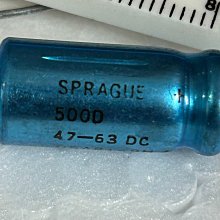 SPRAGUE +
500D
47-63 DC